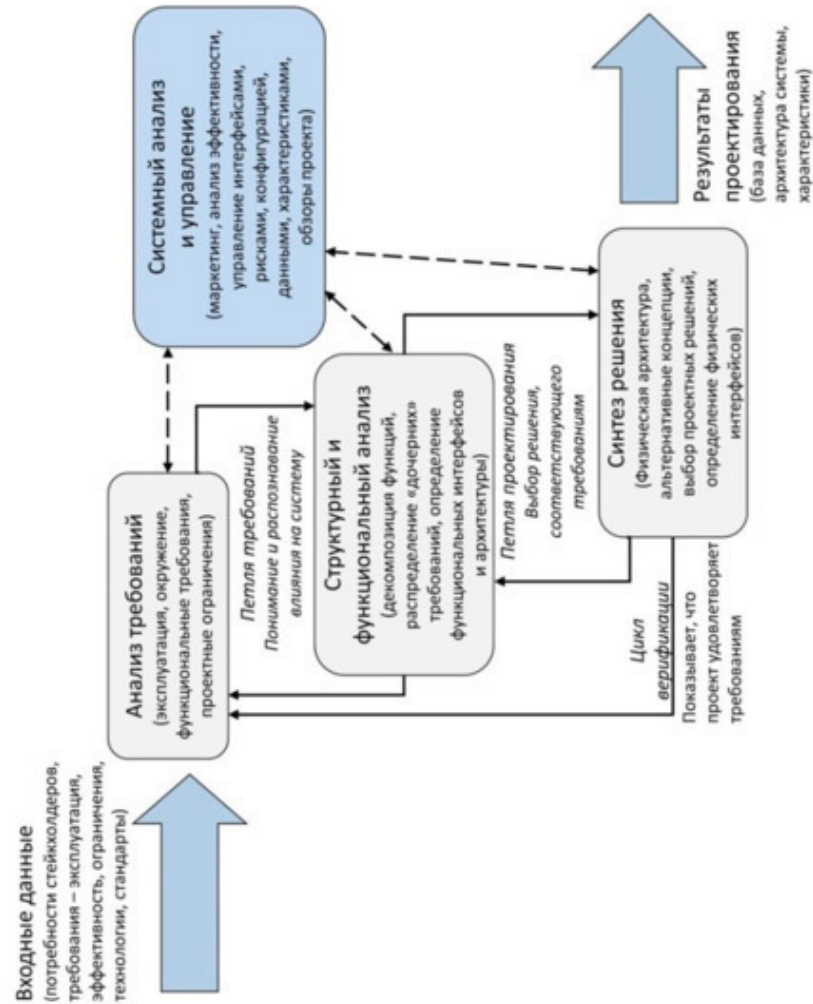 Входные данные
(потребности стейкхолдеров,
требования – эксплуатация,
эффективность, ограничения,
технологии, стандарты)
Анализ требований
(эксплуатация, окружение,
функциональные требования,
проектные ограничения)
Системный анализ
и управление
(маркетинг, анализ эффективности,
управление интерфейсами,
рисками, конфигурацией,
данными, характеристиками,
обзоры проекта)
Петля требований
Понимание и распознавание
влияния на систему
Структурный и
функциональный анализ
(декомпозиция функций,
распределение «дочерних»
требований, определение
функциональных интерфейсов
и архитектуры)
Петля проектирования
Выбор решения,
соответствующего
требованиям
Цикл
верификации
Показывает, что
проект удовлетворяет
требованиям
Синтез решения
(Физическая архитектура,
альтернативные концепции,
выбор проектных решений,
определение физических
интерфейсов)
Результаты
проектирования
(база данных,
архитектура системы,
характеристики)